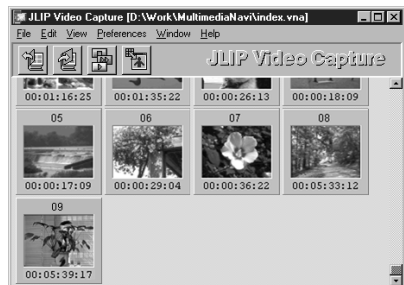 JLIP Video Capture [D:\Work\MultimediaNavi\index.vna]
File Edit View Preferences Window Help
JLIP Video Capture
00:01:16:25 00:01:35:22 00:00:26:13 00:00:18:09
05 06 07 08
00:00:17:09 00:00:29:04 00:00:36:22 00:05:33:12
09
00:05:39:17